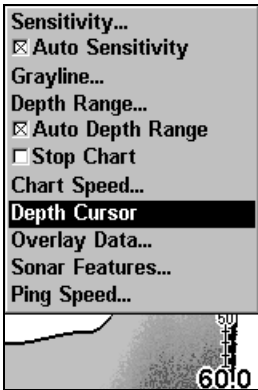 Sensitivity...
Auto Sensitivity
Grayline...
Depth Range...
Auto Depth Range
Stop Chart
Chart Speed...
Depth Cursor
Overlay Data...
Sonar Features...
Ping Speed...
50
60.0